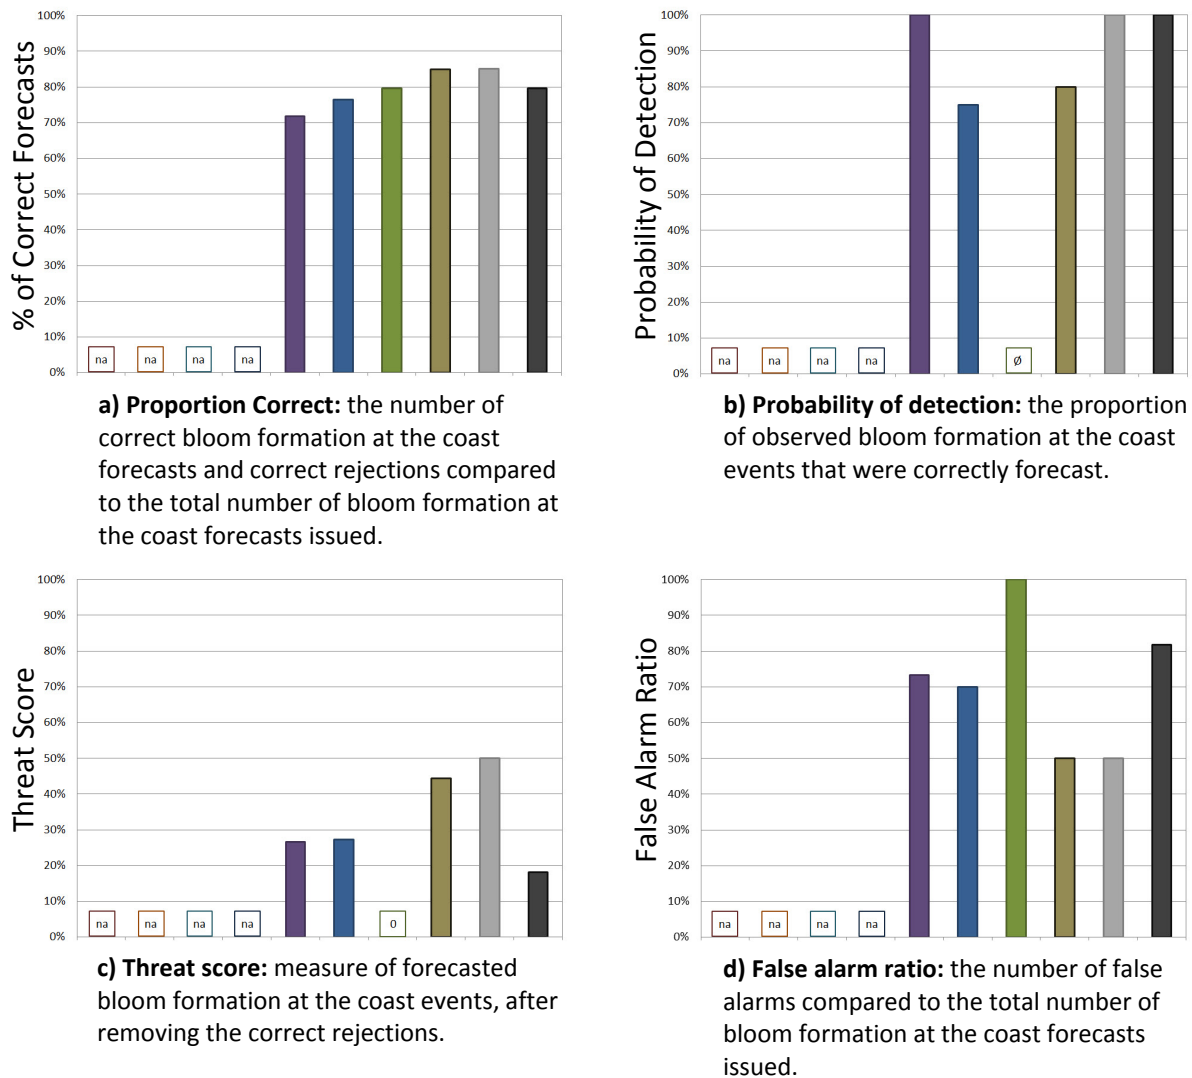 100%
90%
80%
70%
60%
50%
40%
30%
20%
10%
0%
% of Correct Forecasts
na
na
na
na
a) Proportion Correct: the number of
correct bloom formation at the coast
forecasts and correct rejections compared
to the total number of bloom formation at
the coast forecasts issued.
100%
90%
80%
70%
60%
50%
40%
30%
20%
10%
0%
Probability of Detection
na
na
na
na
Ø
b) Probability of detection: the proportion
of observed bloom formation at the coast
events that were correctly forecast.
100%
90%
80%
70%
60%
50%
40%
30%
20%
10%
0%
Threat Score
na
na
na
na
0
c) Threat score: measure of forecasted
bloom formation at the coast events, after
removing the correct rejections.
100%
90%
80%
70%
60%
50%
40%
30%
20%
10%
0%
False Alarm Ratio
na
na
na
na
d) False alarm ratio: the number of false
alarms compared to the total number of
bloom formation at the coast forecasts
issued.